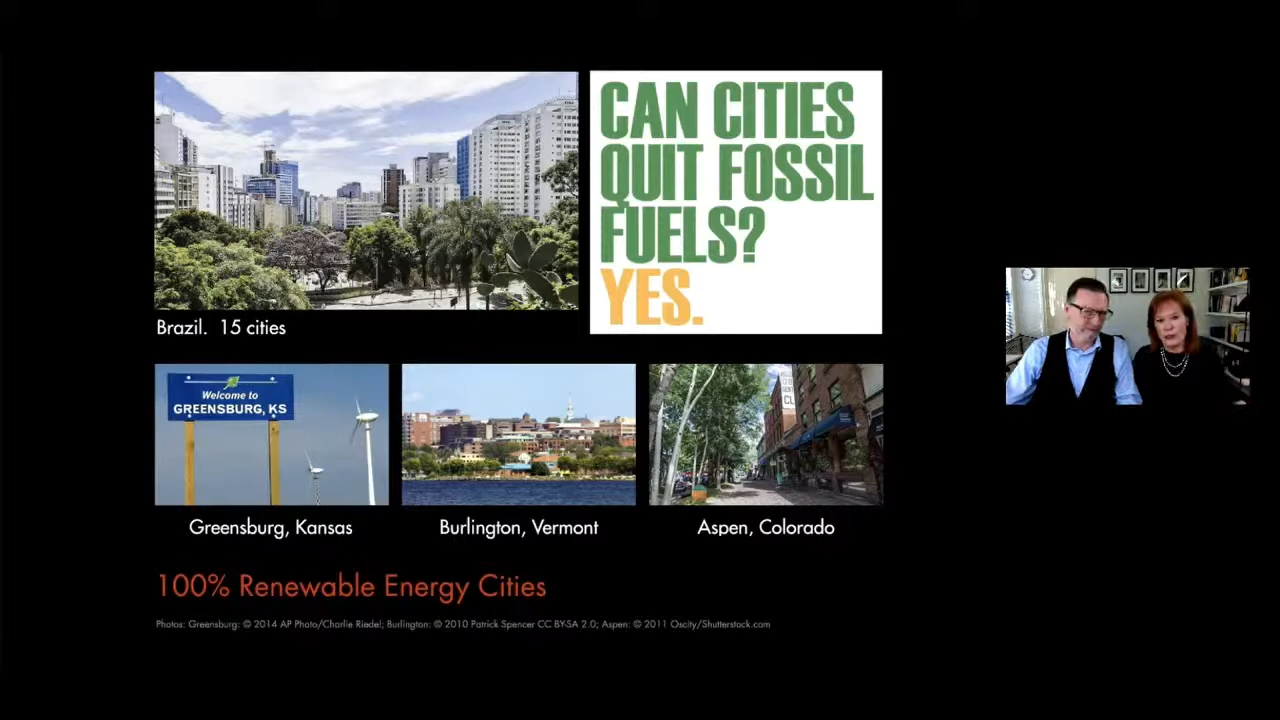 CAN CITIES
QUIT FOSSIL
FUELS?
YES.
Brazil. 15 cities
Welcome to
GREENSBURG, KS
Greensburg, Kansas
Burlington, Vermont
Aspen, Colorado
100% Renewable Energy Cities
Photos: Greensburg: © 2014 AP Photo/Charlie Riedel; Burlington: © 2010 Patrick Spencer CC BY-SA 2.0; Aspen: © 2011 Oscity/Shutterstock.com